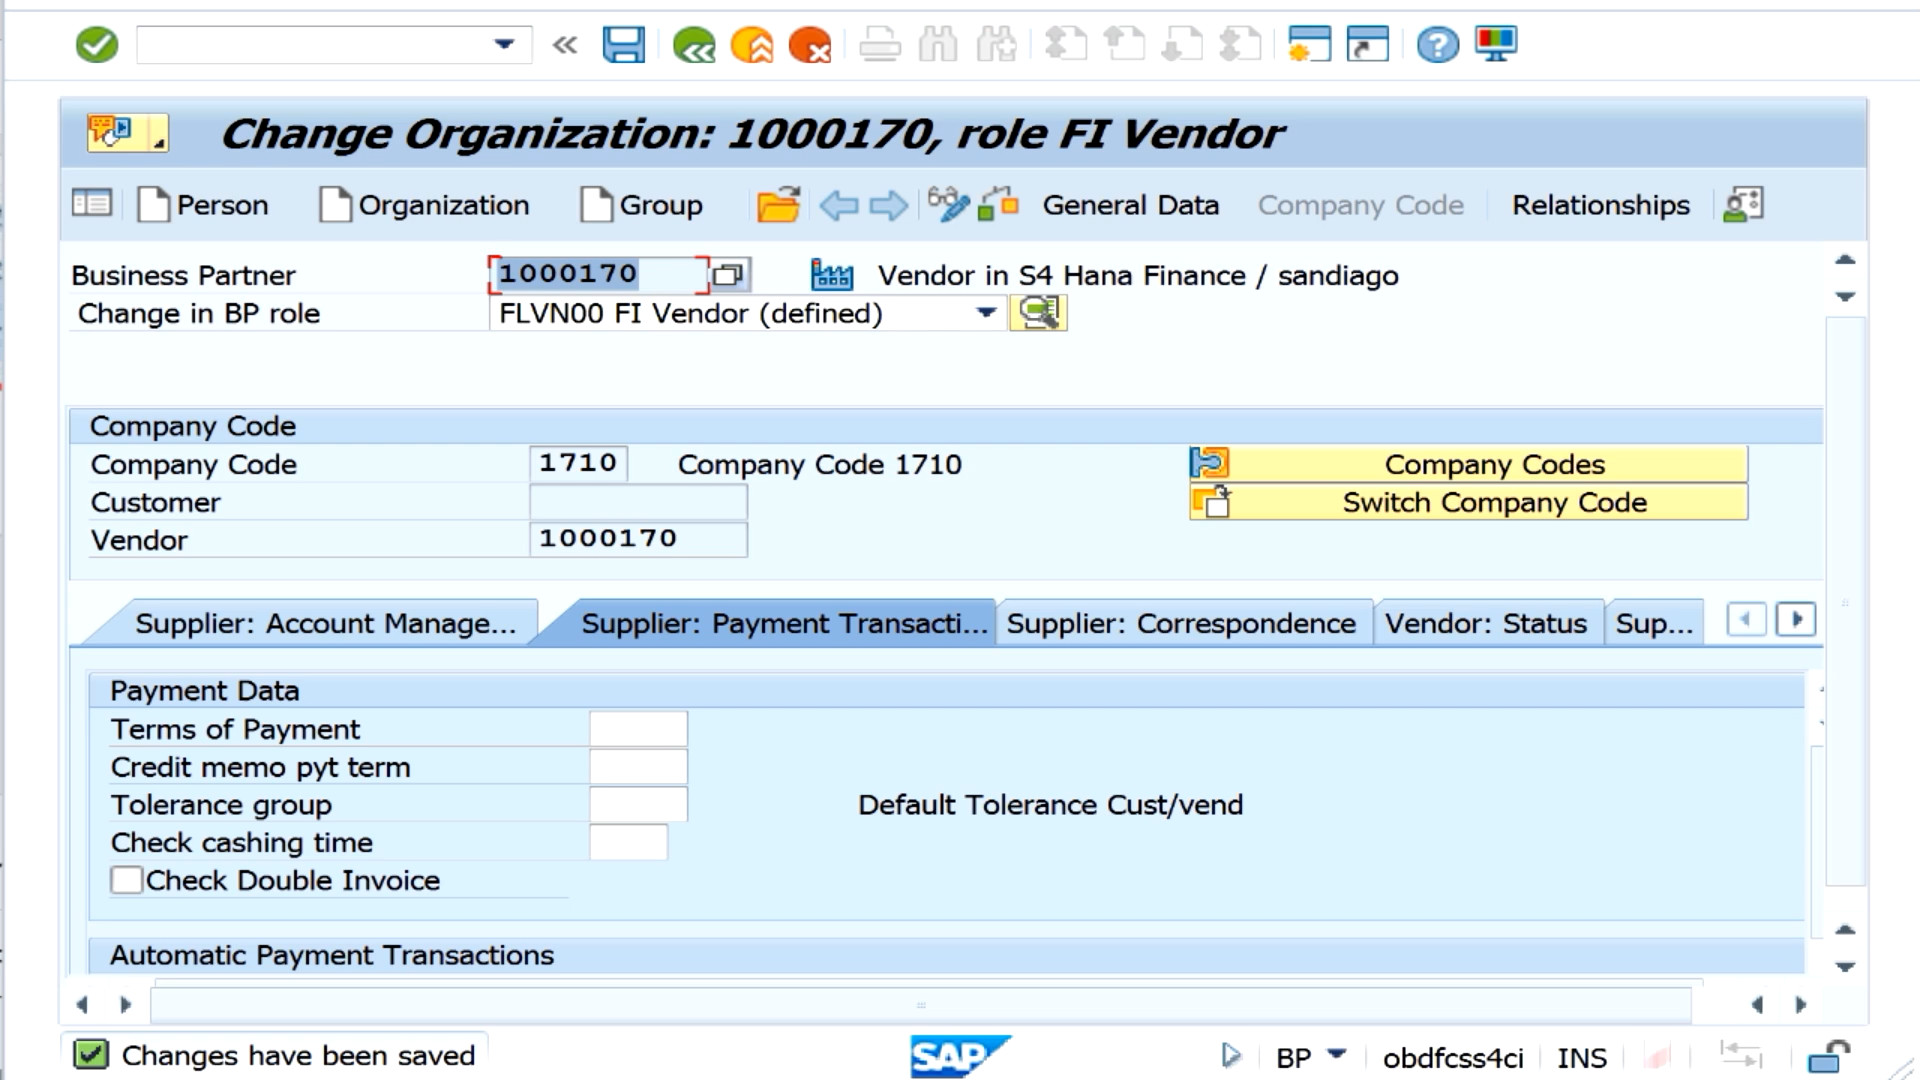 Change Organization: 1000170, role FI Vendor
Person Organization Group General Data Company Code Relationships
Business Partner 1000170 Vendor in S4 Hana Finance / sandiago
Change in BP role FLVN00 FI Vendor (defined)
Company Code
Company Code 1710 Company Code 1710 Company Codes
Customer Switch Company Code
Vendor 1000170
Supplier: Account Manage... Supplier: Payment Transacti... Supplier: Correspondence Vendor: Status Sup...
Payment Data
Terms of Payment
Credit memo pyt term
Tolerance group Default Tolerance Cust/vend
Check cashing time
Check Double Invoice
Automatic Payment Transactions
Changes have been saved SAP BP obdfcss4ci INS